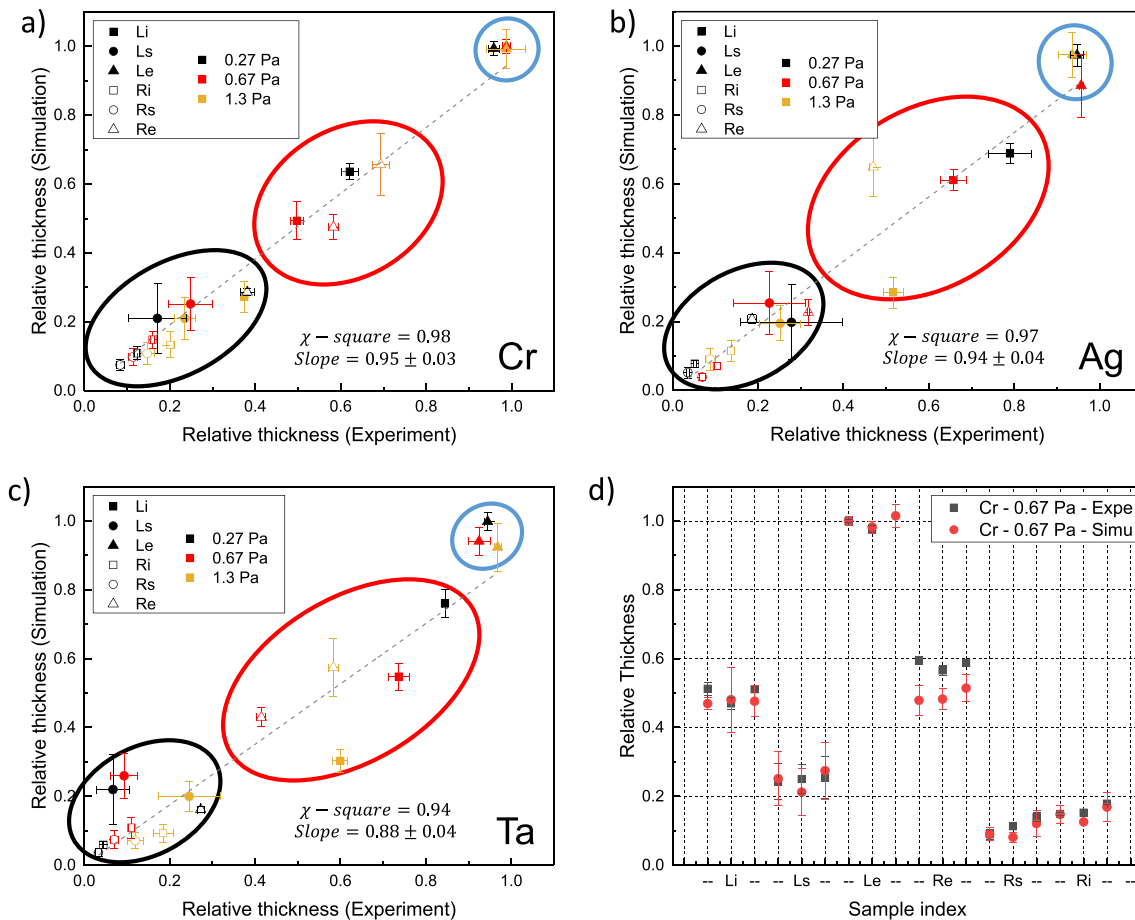 a)
Relative thickness (Simulation)
1.0
0.8
0.6
0.4
0.2
0.0
Li
Ls
Le
Ri
Rs
Re
0.27 Pa
0.67 Pa
1.3 Pa
χ − square = 0.98
Slope = 0.95 ± 0.03
Cr
0.0 0.2 0.4 0.6 0.8 1.0
Relative thickness (Experiment)
b)
Relative thickness (Simulation)
1.0
0.8
0.6
0.4
0.2
0.0
Li
Ls
Le
Ri
Rs
Re
0.27 Pa
0.67 Pa
1.3 Pa
χ − square = 0.97
Slope = 0.94 ± 0.04
Ag
0.0 0.2 0.4 0.6 0.8 1.0
Relative thickness (Experiment)
c)
Relative thickness (Simulation)
1.0
0.8
0.6
0.4
0.2
0.0
Li
Ls
Le
Ri
Rs
Re
0.27 Pa
0.67 Pa
1.3 Pa
χ − square = 0.94
Slope = 0.88 ± 0.04
Ta
0.0 0.2 0.4 0.6 0.8 1.0
Relative thickness (Experiment)
d)
Relative Thickness
1.0
0.8
0.6
0.4
0.2
0.0
Cr - 0.67 Pa - Expe
Cr - 0.67 Pa - Simu
-- Li -- -- Ls -- -- Le -- -- Re -- -- Rs -- -- Ri -- --
Sample index